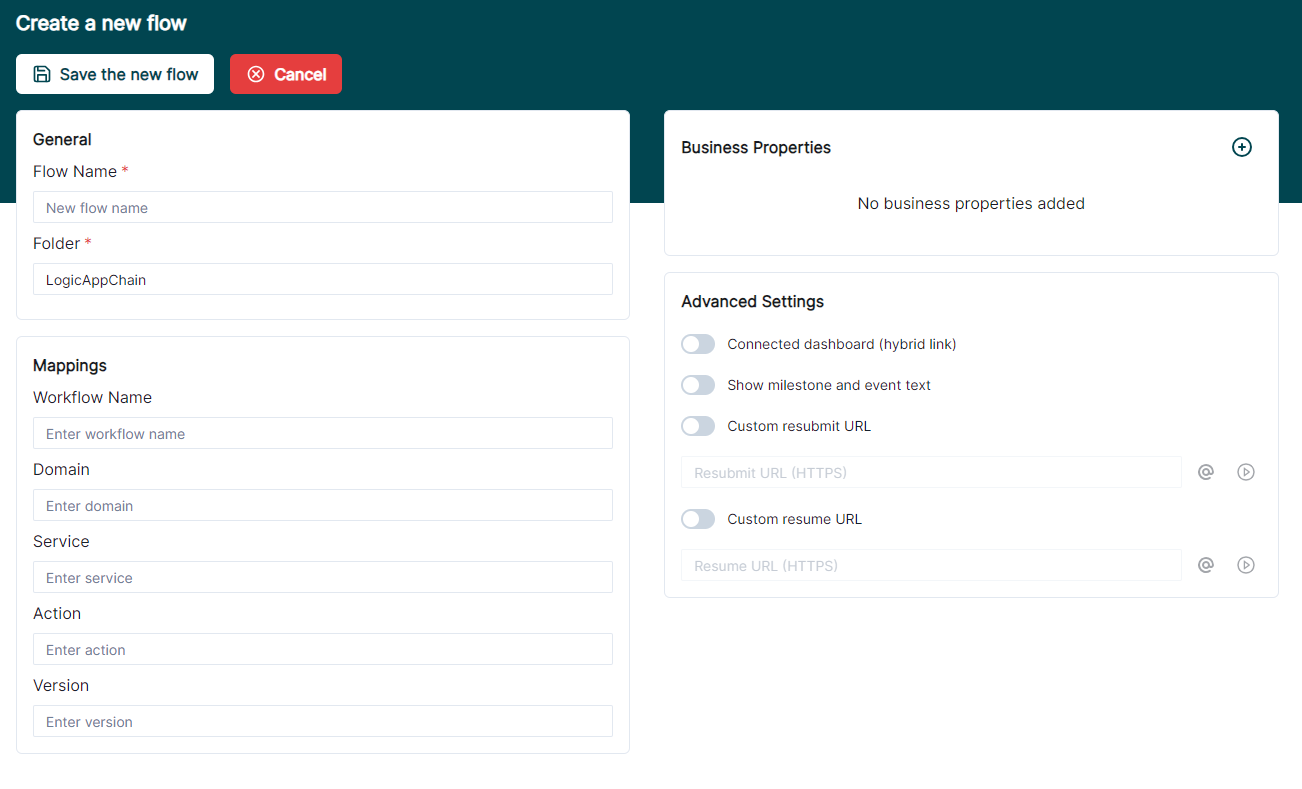 Create a new flow
Save the new flow
Cancel
General
Flow Name *
New flow name
Folder *
LogicAppChain
Mappings
Workflow Name
Enter workflow name
Domain
Enter domain
Service
Enter service
Action
Enter action
Version
Enter version
Business Properties
No business properties added
Advanced Settings
Connected dashboard (hybrid link)
Show milestone and event text
Custom resubmit URL
Resubmit URL (HTTPS) @
Custom resume URL
Resume URL (HTTPS) @